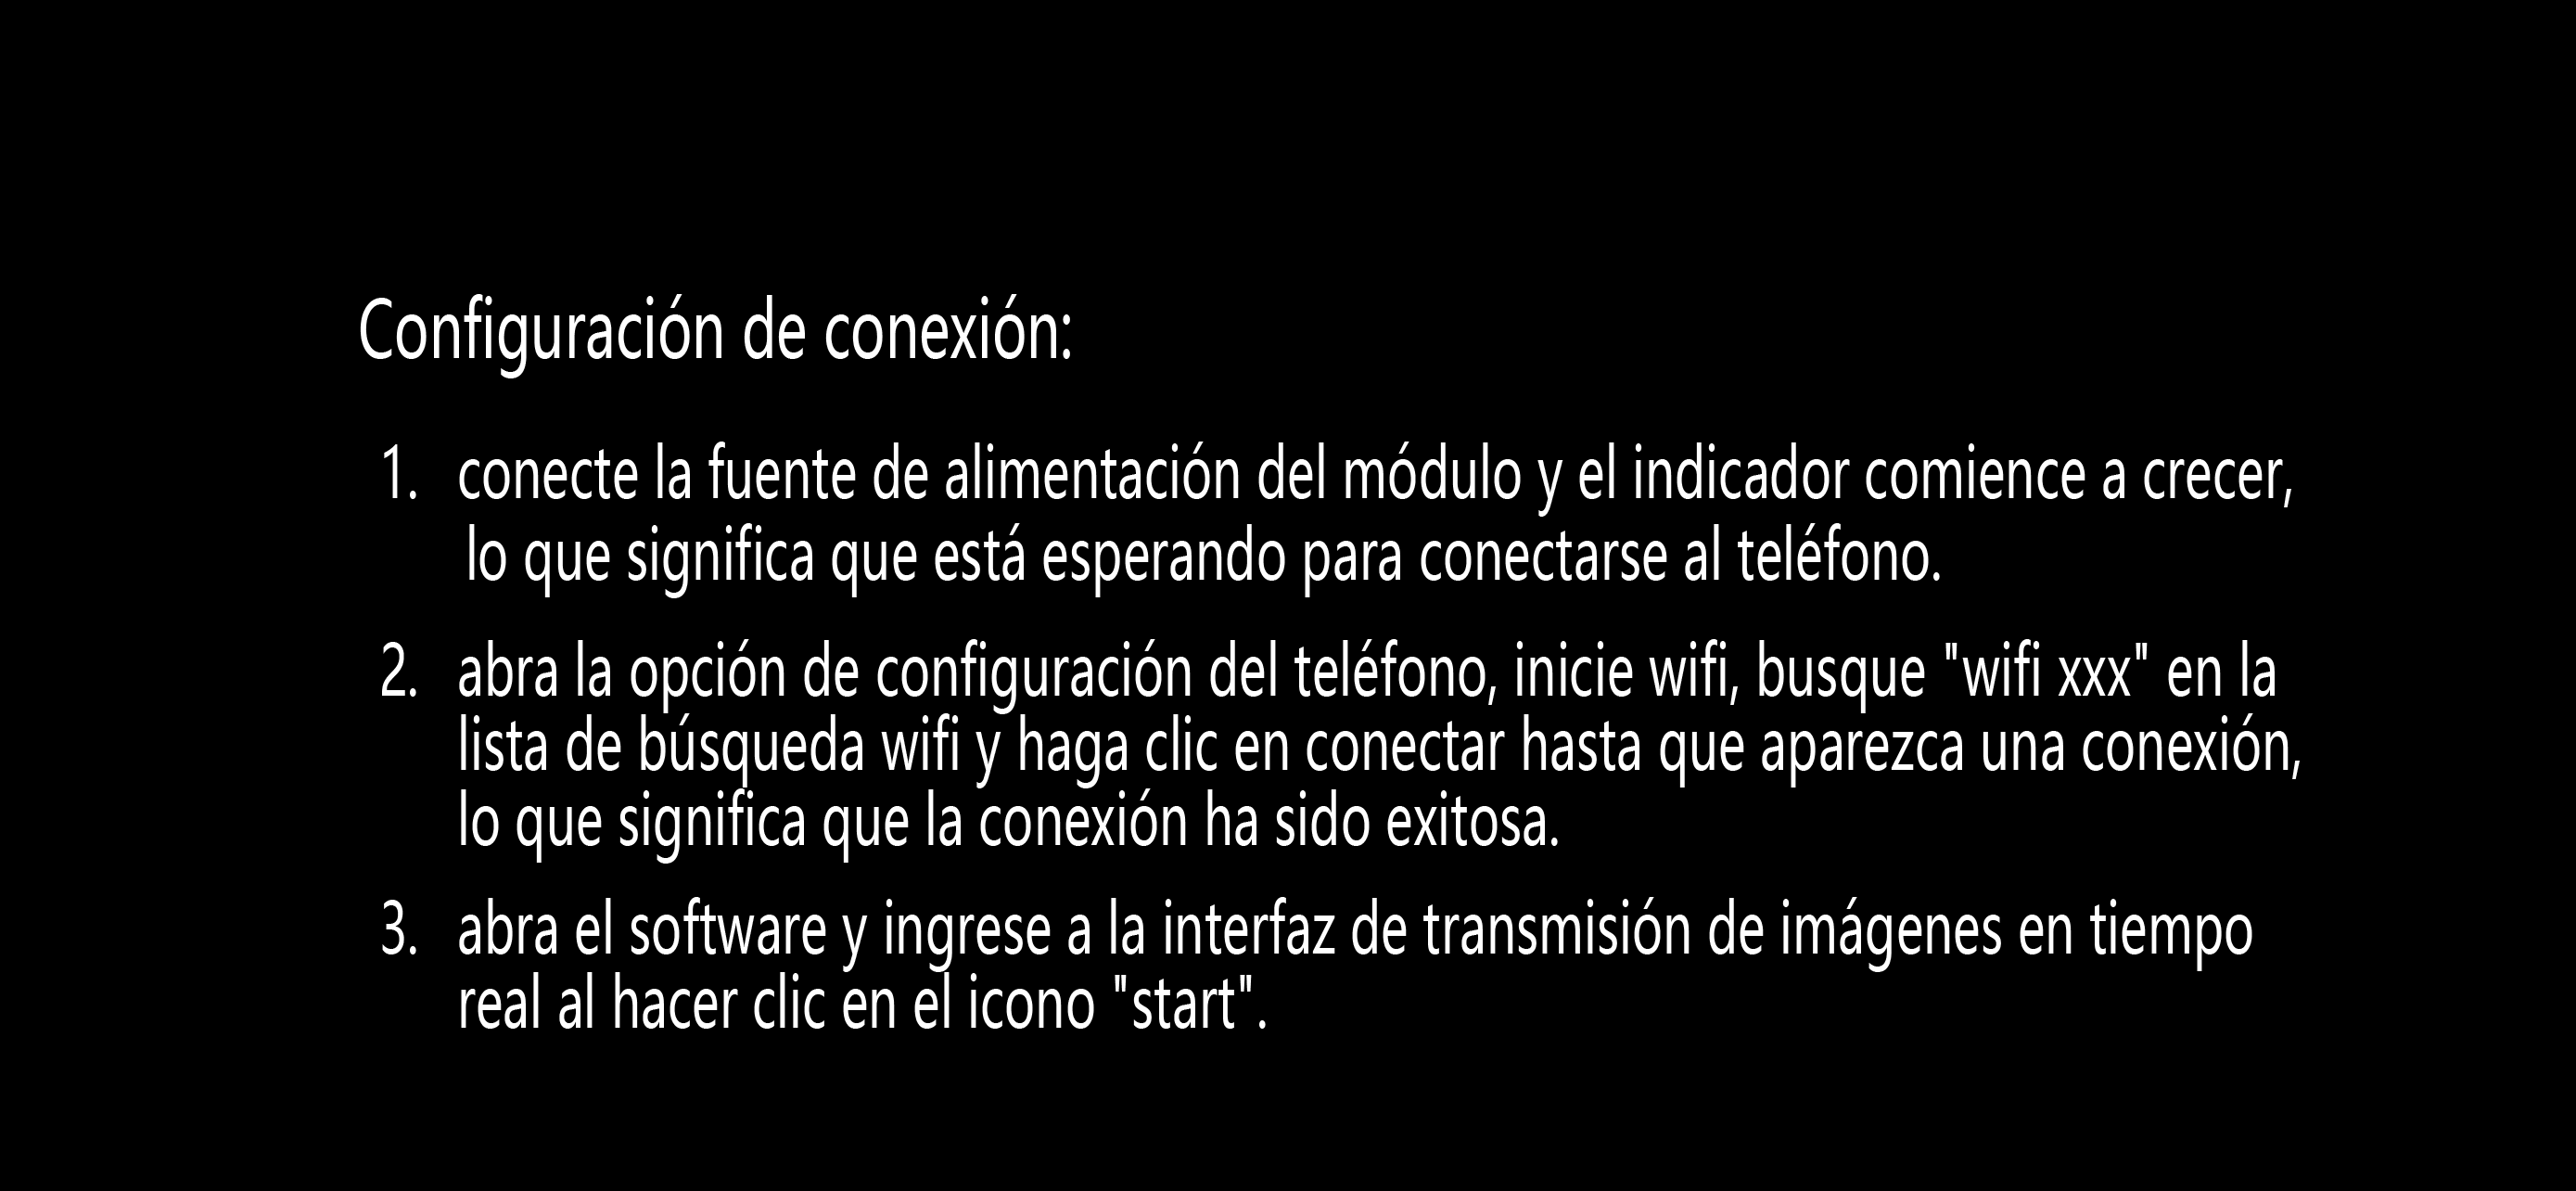 Configuración de conexión:
1. conecte la fuente de alimentación del módulo y el indicador comience a crecer,
lo que significa que está esperando para conectarse al teléfono.
2. abra la opción de configuración del teléfono, inicie wifi, busque "wifi xxx" en la
lista de búsqueda wifi y haga clic en conectar hasta que aparezca una conexión,
lo que significa que la conexión ha sido exitosa.
3. abra el software y ingrese a la interfaz de transmisión de imágenes en tiempo
real al hacer clic en el icono "start".